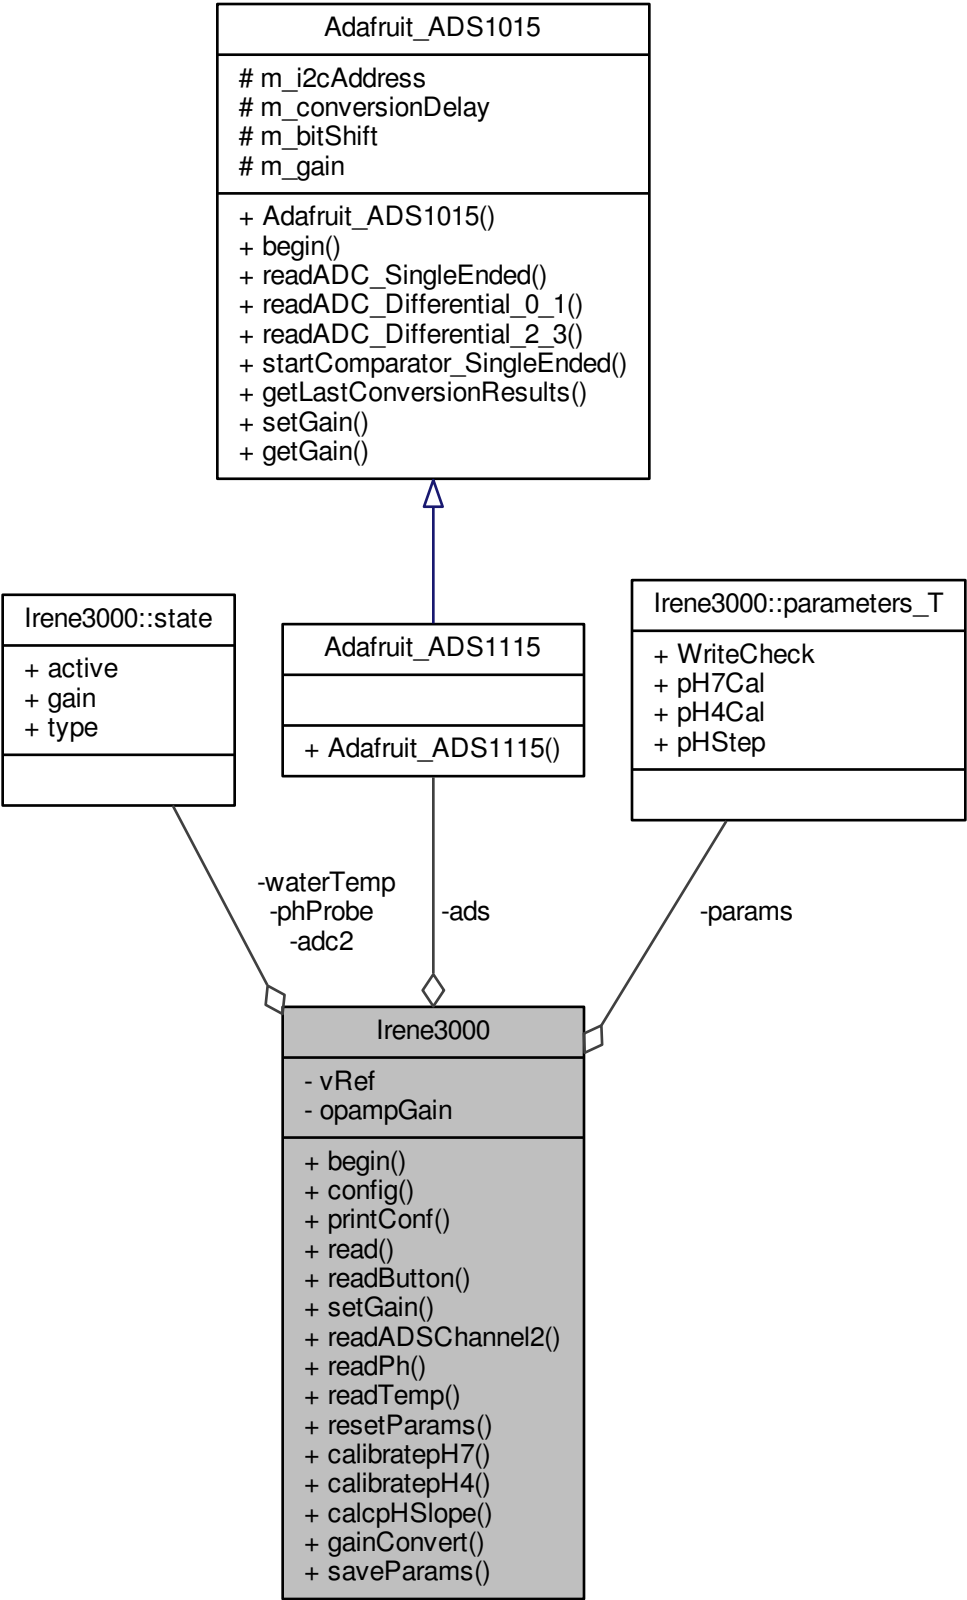 Adafruit_ADS1015
# m_i2cAddress
# m_conversionDelay
# m_bitShift
# m_gain
+ Adafruit_ADS1015()
+ begin()
+ readADC_SingleEnded()
+ readADC_Differential_0_1()
+ readADC_Differential_2_3()
+ startComparator_SingleEnded()
+ getLastConversionResults()
+ setGain()
+ getGain()
Irene3000::state
+ active
+ gain
+ type
Adafruit_ADS1115
+ Adafruit_ADS1115()
Irene3000::parameters_T
+ WriteCheck
+ pH7Cal
+ pH4Cal
+ pHStep
-waterTemp
-phProbe
-adc2
-ads
-params
Irene3000
- vRef
- opampGain
+ begin()
+ config()
+ printConf()
+ read()
+ readButton()
+ setGain()
+ readADSChannel2()
+ readPh()
+ readTemp()
+ resetParams()
+ calibratepH7()
+ calibratepH4()
+ calcpHSlope()
+ gainConvert()
+ saveParams()